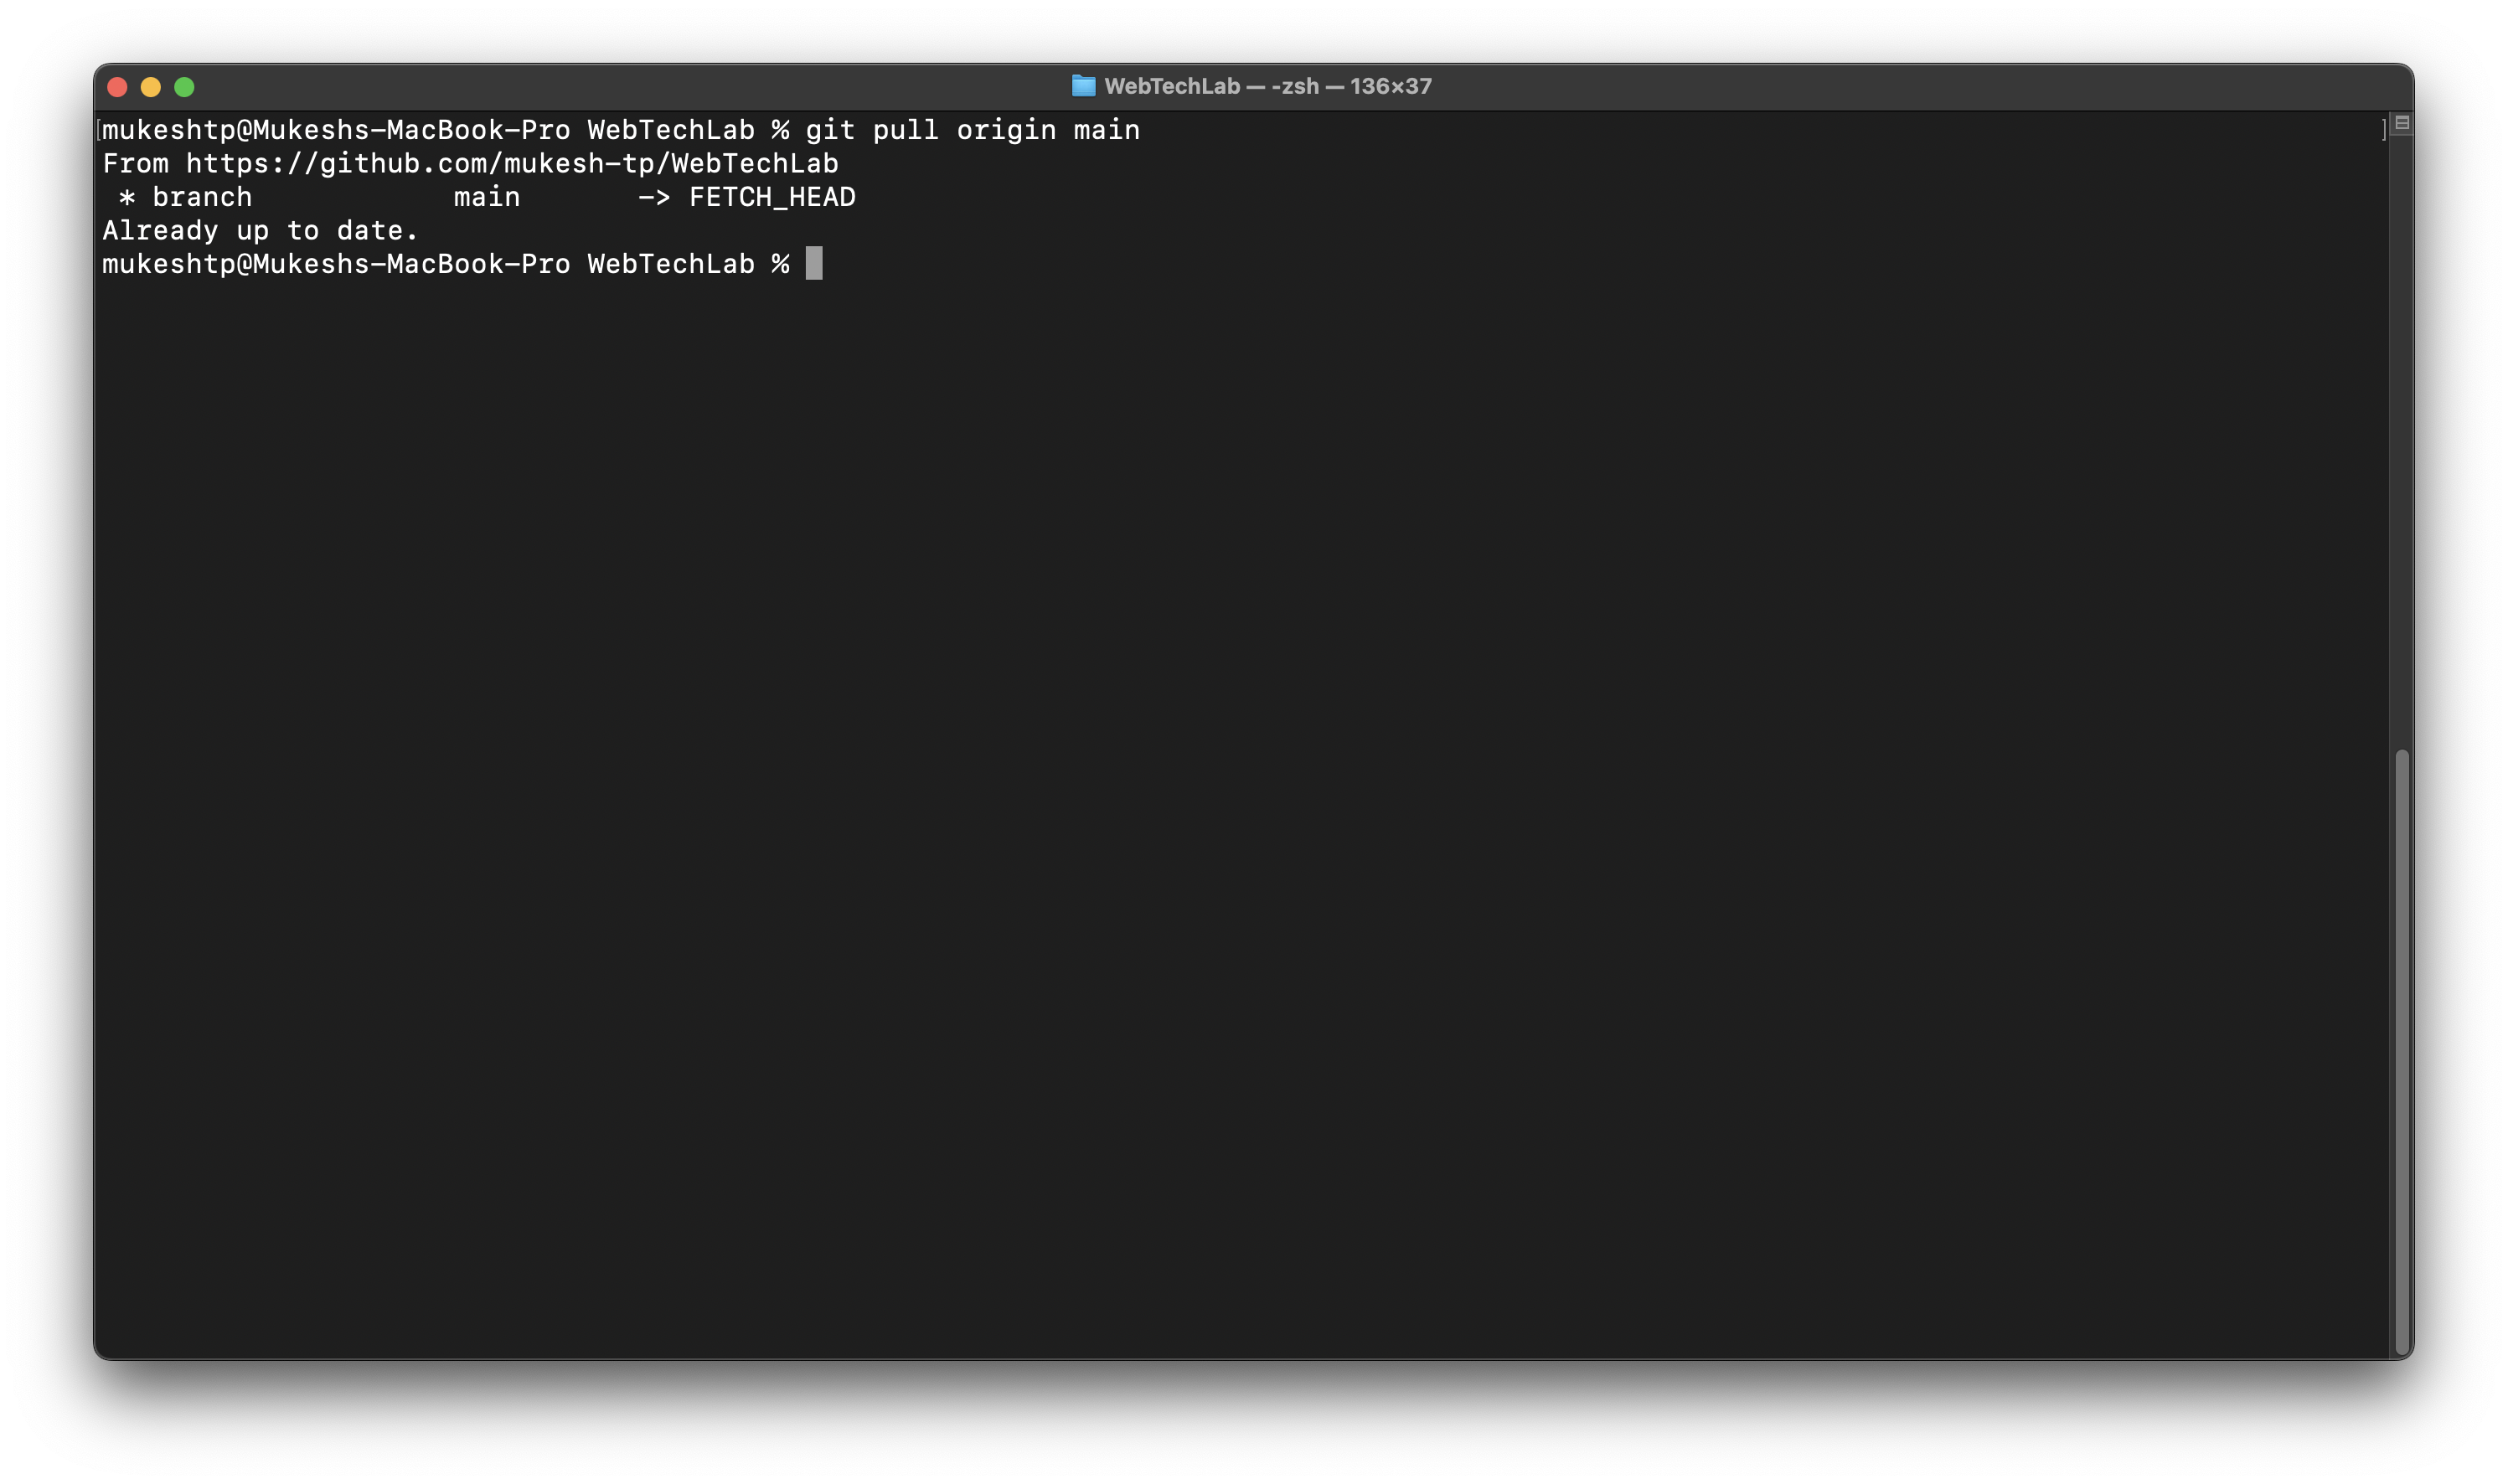 WebTechLab — -zsh — 136×37
mukeshtp@Mukeshs-MacBook-Pro WebTechLab % git pull origin main
From https://github.com/mukesh-tp/WebTechLab
 * branch            main       -> FETCH_HEAD
Already up to date.
mukeshtp@Mukeshs-MacBook-Pro WebTechLab %